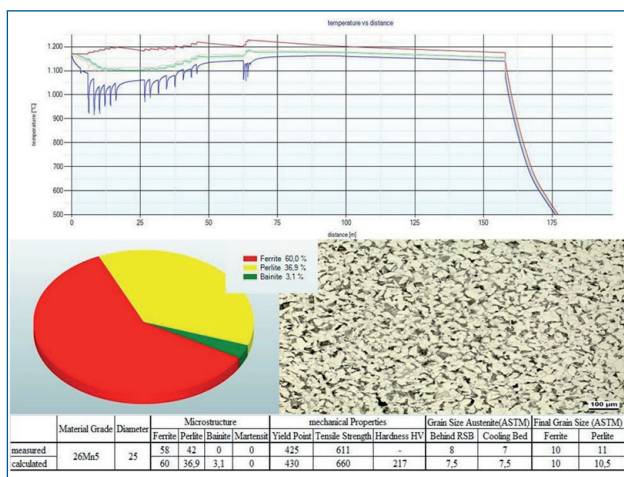 temperature vs distance
temperature [°C]
1.200
1.100
1.000
900
800
700
600
500
0 25 50 75 100 125 150 175
distance [m]
Ferrite 60,0 %
Perlite 36,9 %
Bainite 3,1 %
100 µm
Material Grade Diameter Microstructure mechanical Properties Grain Size Austenite(ASTM) Final Grain Size (ASTM)
Ferrite Perlite Bainite Martensit Yield Point Tensile Strength Hardness HV Behind RSB Cooling Bed Ferrite Perlite
measured 26Mn5 25 58 42 0 0 425 611 - 8 7 10 11
calculated 60 36,9 3,1 0 430 660 217 7,5 7,5 10 10,5